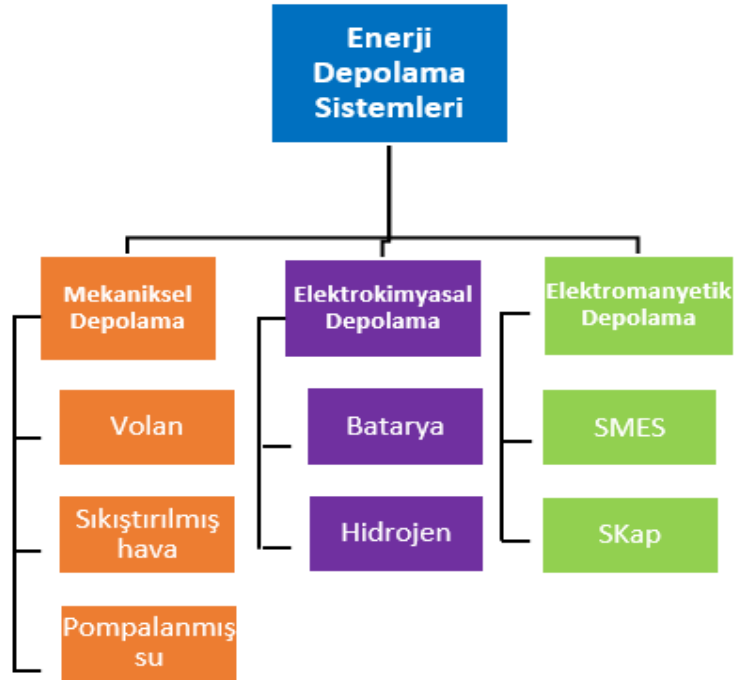 Enerji
Depolama
Sistemleri
Mekaniksel
Depolama
Volan
Sıkıştırılmış
hava
Pompalanmış
su
Elektrokimyasal
Depolama
Batarya
Hidrojen
Elektromanyetik
Depolama
SMES
SKap